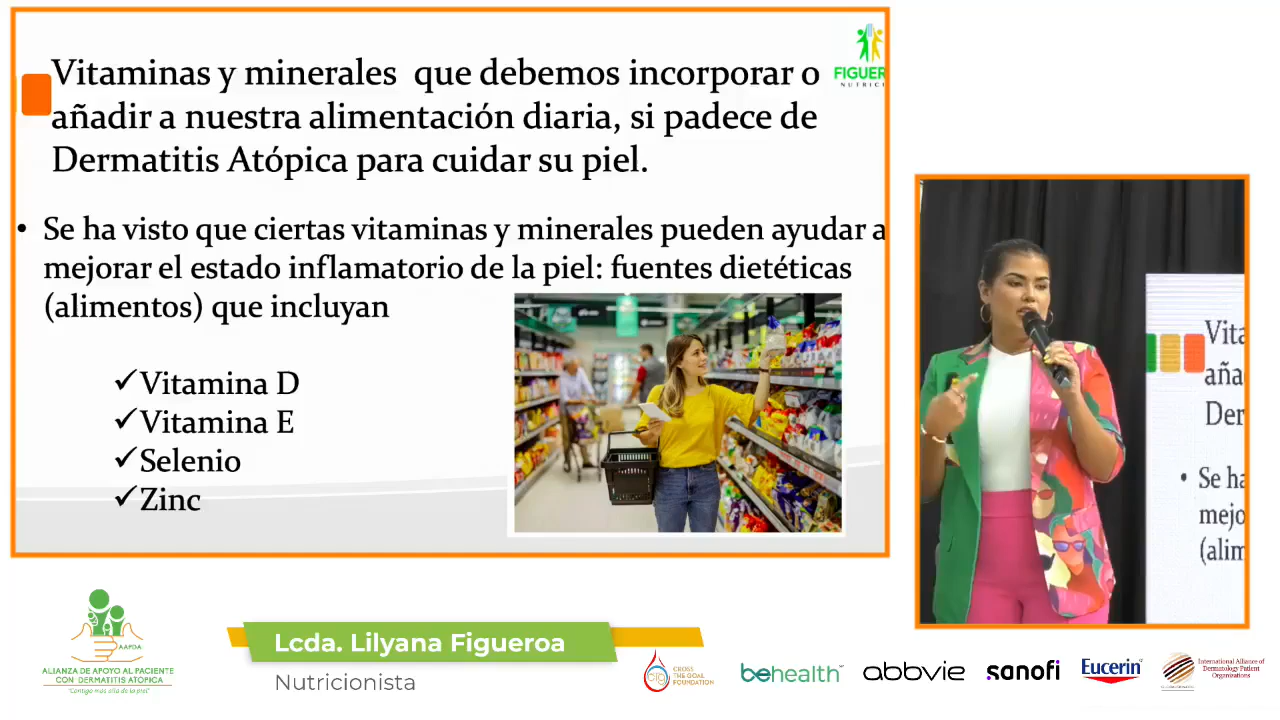 Vitaminas y minerales que debemos incorporar o
añadir a nuestra alimentación diaria, si padece de
Dermatitis Atópica para cuidar su piel.
FIGUER
NUTRICI
• Se ha visto que ciertas vitaminas y minerales pueden ayudar a
mejorar el estado inflamatorio de la piel: fuentes dietéticas
(alimentos) que incluyan
✓Vitamina D
✓Vitamina E
✓Selenio
✓Zinc
Vita
aña
Der
• Se ha
mejo
(alim
AAPDA
ALIANZA DE APOYO AL PACIENTE
CON DERMATITIS ATOPICA
"Contigo mas alla de la piel"
Lcda. Lilyana Figueroa
Nutricionista
ctg
CROSS
THE GOAL
FOUNDATION
behealth
abbvie
sanofi
Eucerin
International Alliance of
Dermatology Patient
Organizations